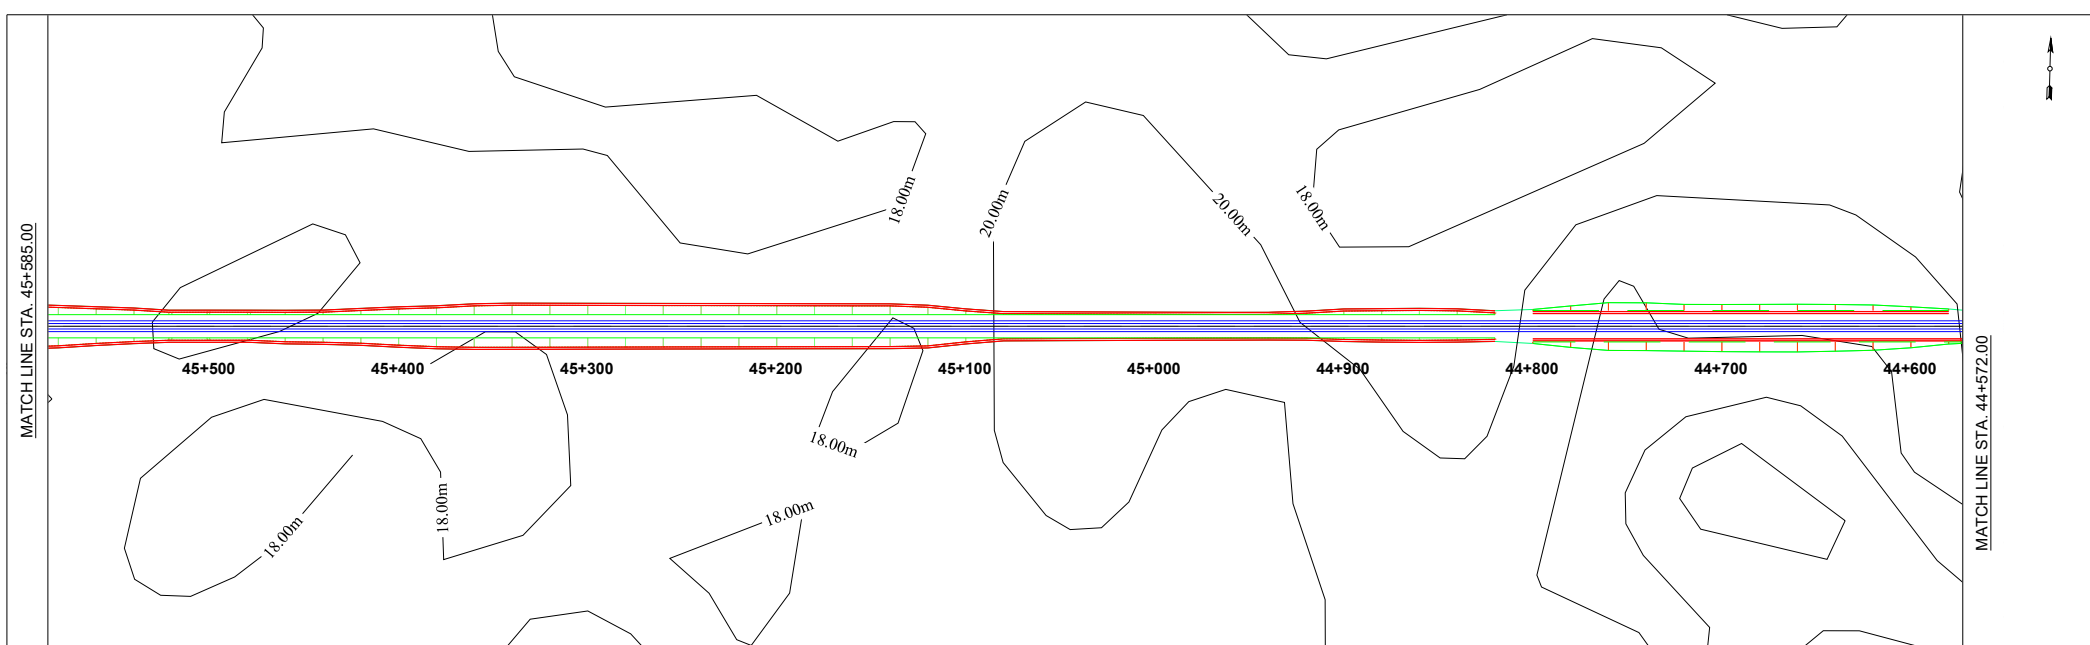 MATCH LINE STA. 45+585.00
18.00m
20.00m
20.00m
18.00m
45+500
45+400
45+300
45+200
45+100
45+000
44+900
44+800
44+700
44+600
18.00m
18.00m
18.00m
18.00m
MATCH LINE STA. 44+572.00